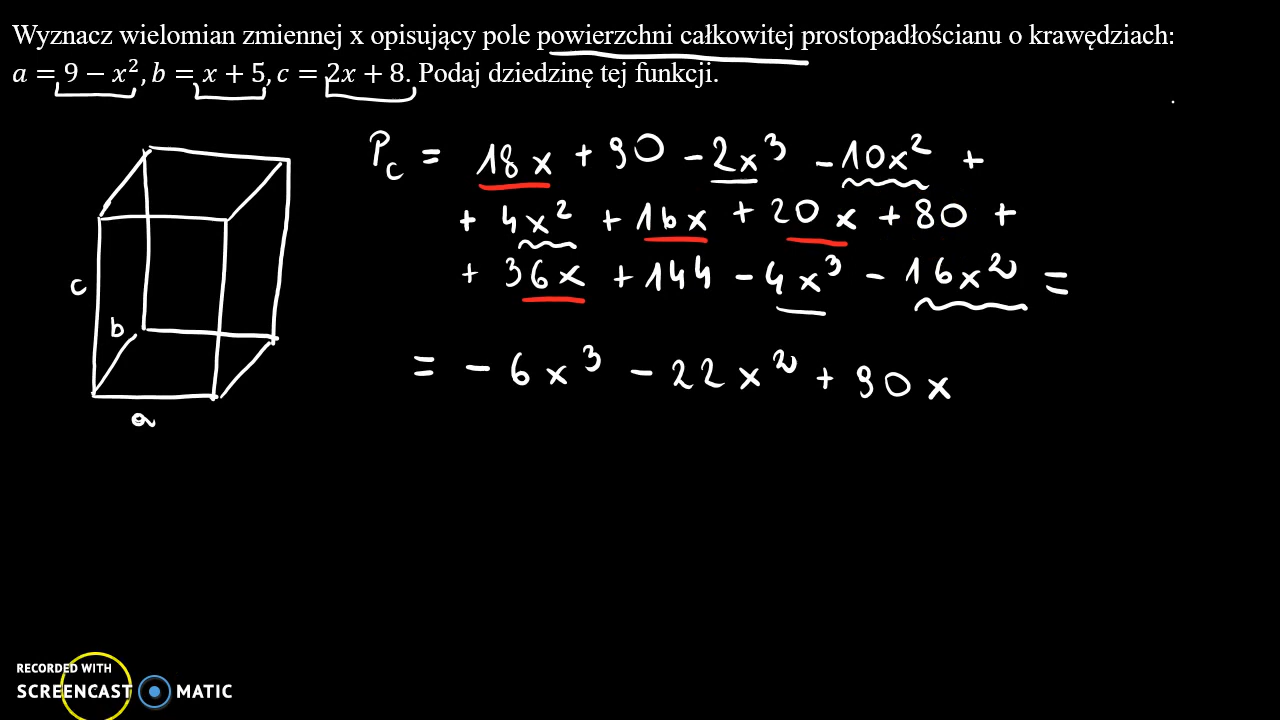 Wyznacz wielomian zmiennej x opisujący pole powierzchni całkowitej prostopadłościanu o krawędziach:
a = 9 − x², b = x + 5, c = 2x + 8. Podaj dziedzinę tej funkcji.
P_c = 18x + 90 − 2x³ − 10x² +
+ 4x² + 16x + 20x + 80 +
+ 36x + 144 − 4x³ − 16x² =
= − 6x³ − 22x² + 90x
c
b
a
RECORDED WITH
SCREENCAST MATIC